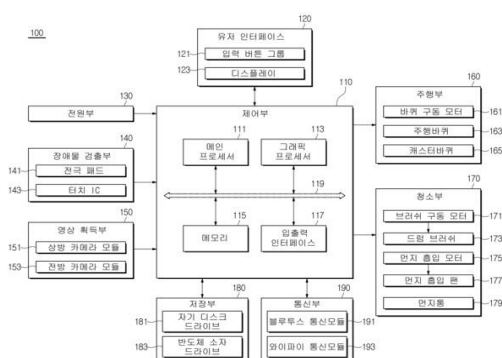 100
120
유저 인터페이스
121
입력 버튼 그룹
123
디스플레이
130
전원부
140
장애물 검출부
141
전극 패드
143
터치 IC
150
영상 획득부
151
상방 카메라 모듈
153
전방 카메라 모듈
110
제어부
111
메인
프로세서
113
그래픽
프로세서
119
115
메모리
117
입출력
인터페이스
160
주행부
바퀴 구동 모터
161
주행바퀴
163
캐스터바퀴
165
170
청소부
브러쉬 구동 모터
171
드럼 브러쉬
173
먼지 흡입 모터
175
먼지 흡입 팬
177
먼지통
179
180
저장부
181
자기 디스크
드라이브
183
반도체 소자
드라이브
190
통신부
블루투스 통신모듈
191
와이파이 통신모듈
193